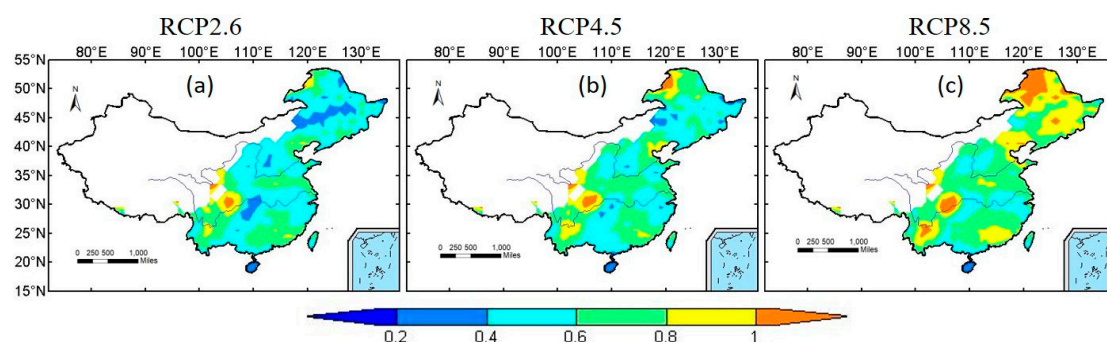 RCP2.6 RCP4.5 RCP8.5
80°E 90°E 100°E 110°E 120°E 130°E 80°E 90°E 100°E 110°E 120°E 130°E 80°E 90°E 100°E 110°E 120°E 130°E
55°N
N (a) N (b) N (c)
50°N
45°N
40°N
35°N
30°N
25°N
0 250 500 1,000 0 250 500 1,000 0 250 500 1,000
Miles Miles Miles
20°N
15°N
0.2 0.4 0.6 0.8 1